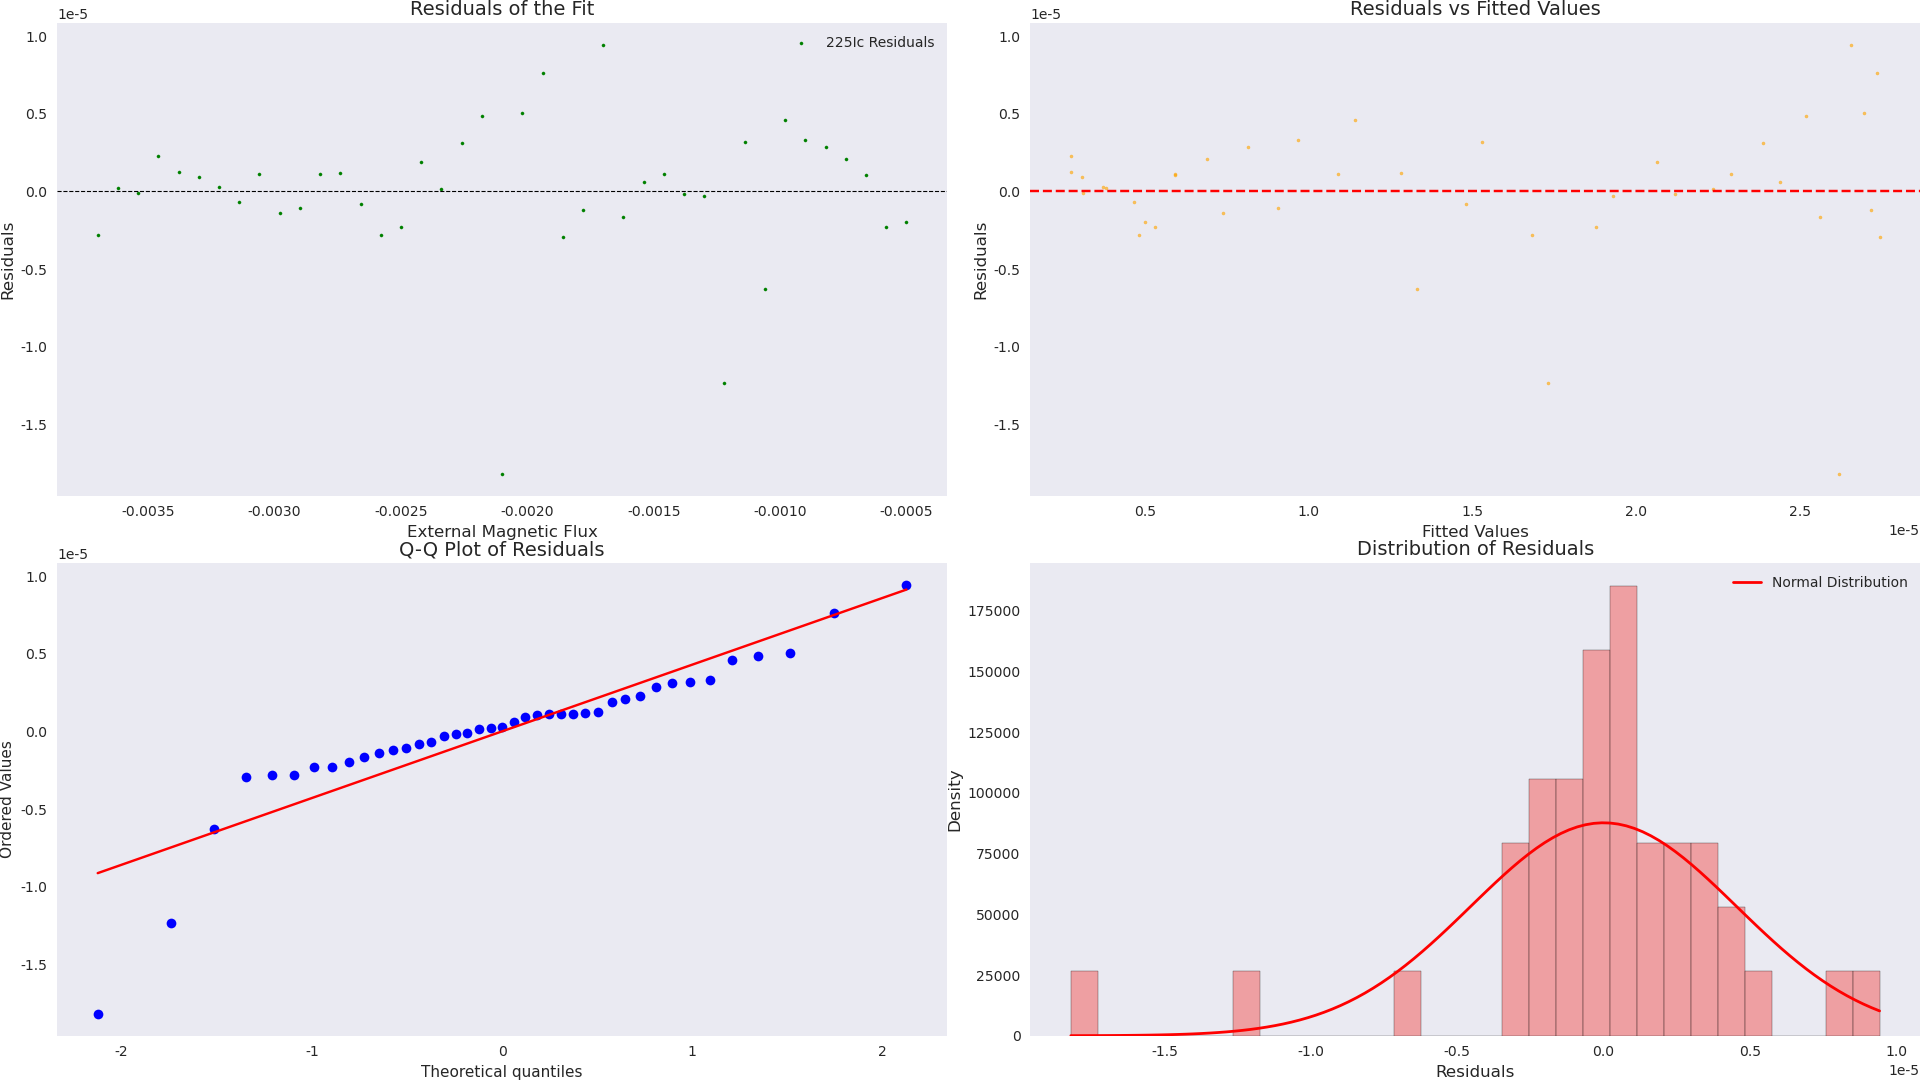 Residuals of the Fit
1e-5
225Ic Residuals
1.0
0.5
0.0
-0.5
-1.0
-1.5
Residuals
-0.0035 -0.0030 -0.0025 -0.0020 -0.0015 -0.0010 -0.0005
External Magnetic Flux
Residuals vs Fitted Values
1e-5
1.0
0.5
0.0
-0.5
-1.0
-1.5
Residuals
0.5 1.0 1.5 2.0 2.5
1e-5
Fitted Values
Q-Q Plot of Residuals
1e-5
1.0
0.5
0.0
-0.5
-1.0
-1.5
Ordered Values
-2 -1 0 1 2
Theoretical quantiles
Distribution of Residuals
Normal Distribution
175000
150000
125000
100000
75000
50000
25000
0
Density
-1.5 -1.0 -0.5 0.0 0.5 1.0
1e-5
Residuals